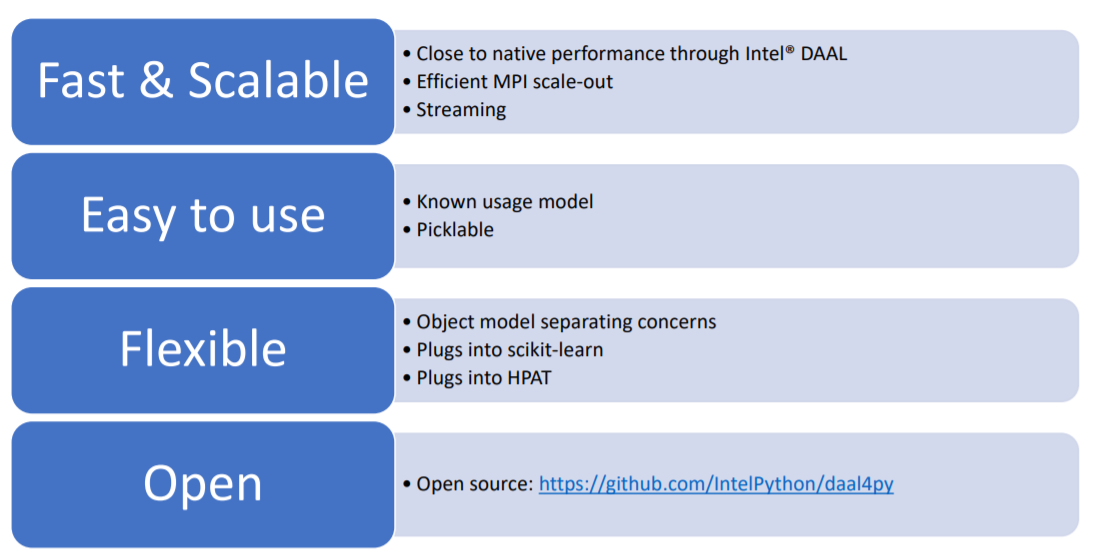 Fast & Scalable
• Close to native performance through Intel® DAAL
• Efficient MPI scale-out
• Streaming
Easy to use
• Known usage model
• Picklable
Flexible
• Object model separating concerns
• Plugs into scikit-learn
• Plugs into HPAT
Open
• Open source: https://github.com/IntelPython/daal4py